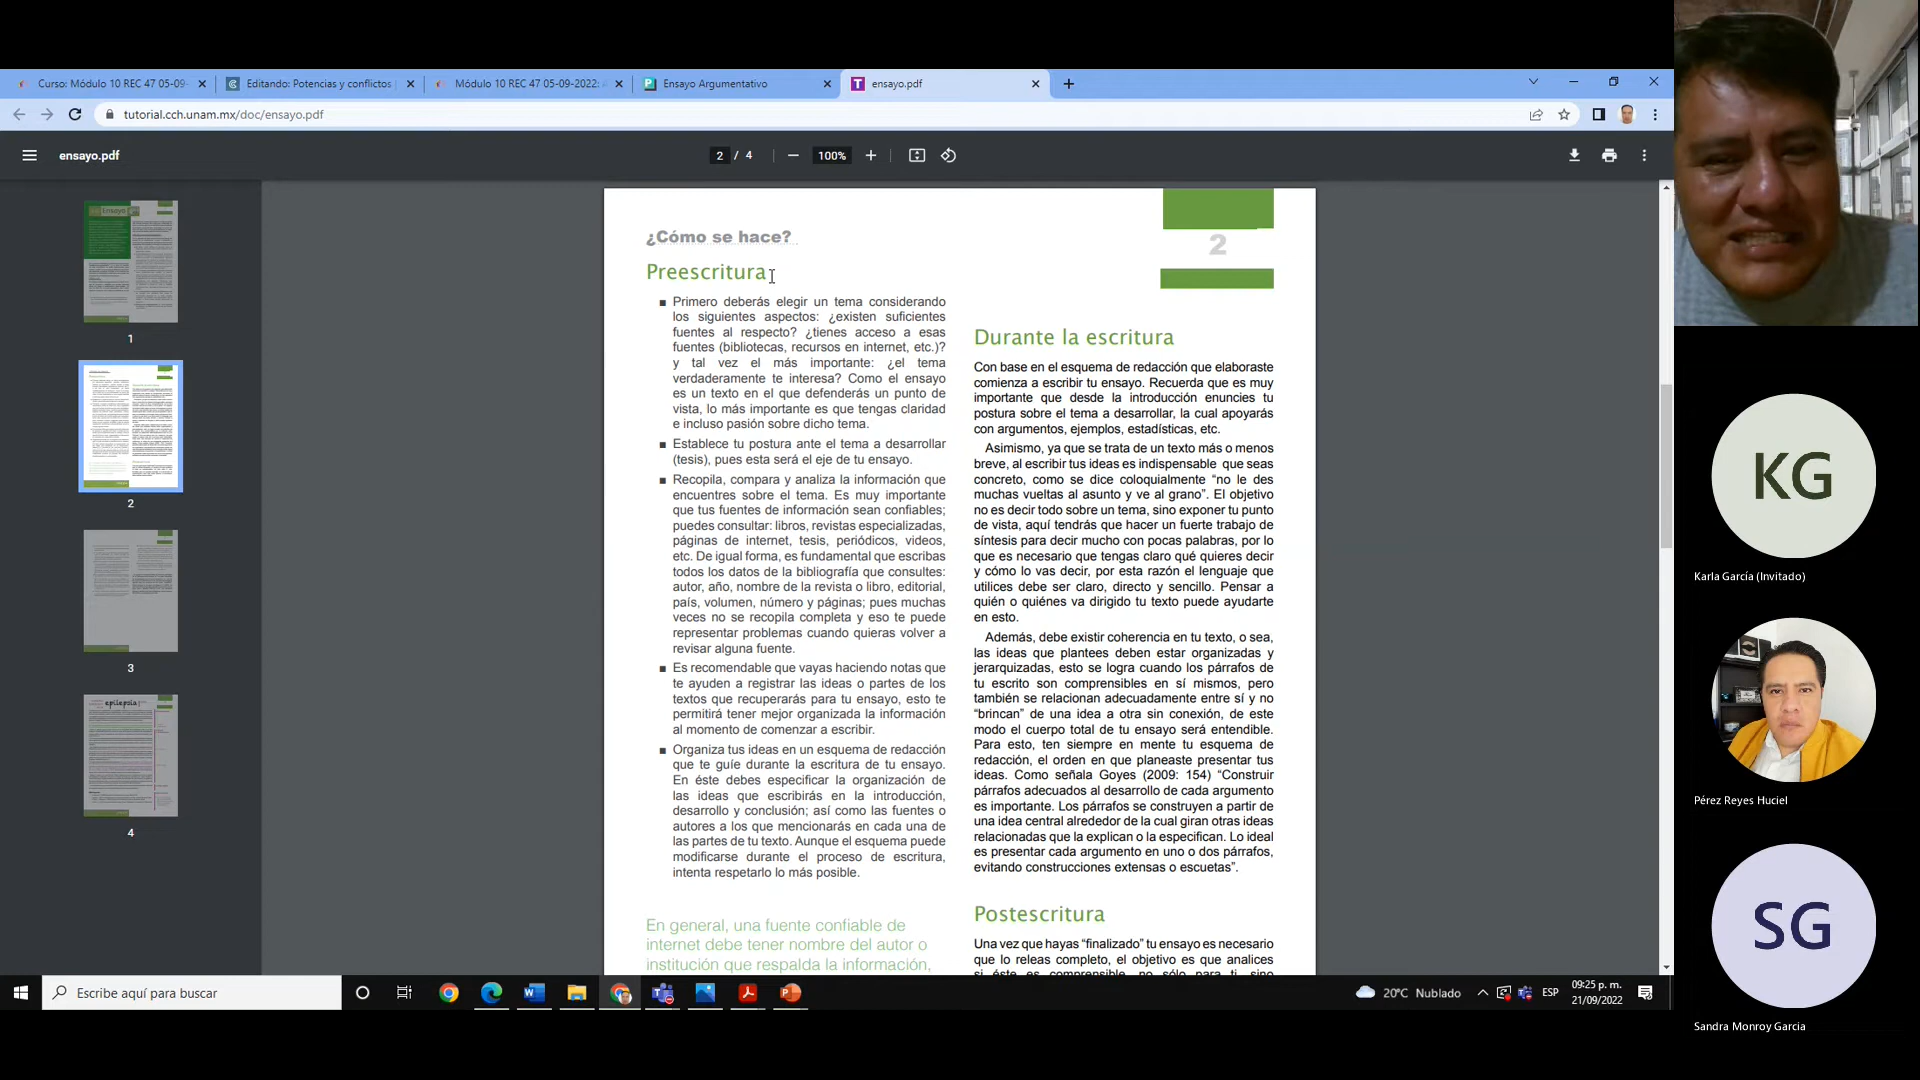 Curso: Módulo 10 REC 47 05-09-
Editando: Potencias y conflictos
Módulo 10 REC 47 05-09-2022:
Ensayo Argumentativo
ensayo.pdf
tutorial.cch.unam.mx/doc/ensayo.pdf
ensayo.pdf
2 / 4
100%
Ensayo
1
2
3
epilepsia
4
¿Cómo se hace?
Preescritura
Primero deberás elegir un tema considerando
los siguientes aspectos: ¿existen suficientes
fuentes al respecto? ¿tienes acceso a esas
fuentes (bibliotecas, recursos en internet, etc.)?
y tal vez el más importante: ¿el tema
verdaderamente te interesa? Como el ensayo
es un texto en el que defenderás un punto de
vista, lo más importante es que tengas claridad
e incluso pasión sobre dicho tema.
Establece tu postura ante el tema a desarrollar
(tesis), pues esta será el eje de tu ensayo.
Recopila, compara y analiza la información que
encuentres sobre el tema. Es muy importante
que tus fuentes de información sean confiables;
puedes consultar: libros, revistas especializadas,
páginas de internet, tesis, periódicos, videos,
etc. De igual forma, es fundamental que escribas
todos los datos de la bibliografía que consultes:
autor, año, nombre de la revista o libro, editorial,
país, volumen, número y páginas; pues muchas
veces no se recopila completa y eso te puede
representar problemas cuando quieras volver a
revisar alguna fuente.
Es recomendable que vayas haciendo notas que
te ayuden a registrar las ideas o partes de los
textos que recuperarás para tu ensayo, esto te
permitirá tener mejor organizada la información
al momento de comenzar a escribir.
Organiza tus ideas en un esquema de redacción
que te guíe durante la escritura de tu ensayo.
En éste debes especificar la organización de
las ideas que escribirás en la introducción,
desarrollo y conclusión; así como las fuentes o
autores a los que mencionarás en cada una de
las partes de tu texto. Aunque el esquema puede
modificarse durante el proceso de escritura,
intenta respetarlo lo más posible.
En general, una fuente confiable de
internet debe tener nombre del autor o
institución que respalda la información,
2
Durante la escritura
Con base en el esquema de redacción que elaboraste
comienza a escribir tu ensayo. Recuerda que es muy
importante que desde la introducción enuncies tu
postura sobre el tema a desarrollar, la cual apoyarás
con argumentos, ejemplos, estadísticas, etc.
Asimismo, ya que se trata de un texto más o menos
breve, al escribir tus ideas es indispensable que seas
concreto, como se dice coloquialmente “no le des
muchas vueltas al asunto y ve al grano”. El objetivo
no es decir todo sobre un tema, sino exponer tu punto
de vista, aquí tendrás que hacer un fuerte trabajo de
síntesis para decir mucho con pocas palabras, por lo
que es necesario que tengas claro qué quieres decir
y cómo lo vas decir, por esta razón el lenguaje que
utilices debe ser claro, directo y sencillo. Pensar a
quién o quiénes va dirigido tu texto puede ayudarte
en esto.
Además, debe existir coherencia en tu texto, o sea,
las ideas que plantees deben estar organizadas y
jerarquizadas, esto se logra cuando los párrafos de
tu escrito son comprensibles en sí mismos, pero
también se relacionan adecuadamente entre sí y no
“brincan” de una idea a otra sin conexión, de este
modo el cuerpo total de tu ensayo será entendible.
Para esto, ten siempre en mente tu esquema de
redacción, el orden en que planeaste presentar tus
ideas. Como señala Goyes (2009: 154) “Construir
párrafos adecuados al desarrollo de cada argumento
es importante. Los párrafos se construyen a partir de
una idea central alrededor de la cual giran otras ideas
relacionadas que la explican o la especifican. Lo ideal
es presentar cada argumento en uno o dos párrafos,
evitando construcciones extensas o escuetas”.
Postescritura
Una vez que hayas “finalizado” tu ensayo es necesario
que lo releas completo, el objetivo es que analices
si éste es comprensible, no sólo para ti, sino
KG
Karla García (Invitado)
Pérez Reyes Huciel
SG
Sandra Monroy Garcia
Escribe aquí para buscar
20°C Nublado
ESP
09:25 p. m.
21/09/2022